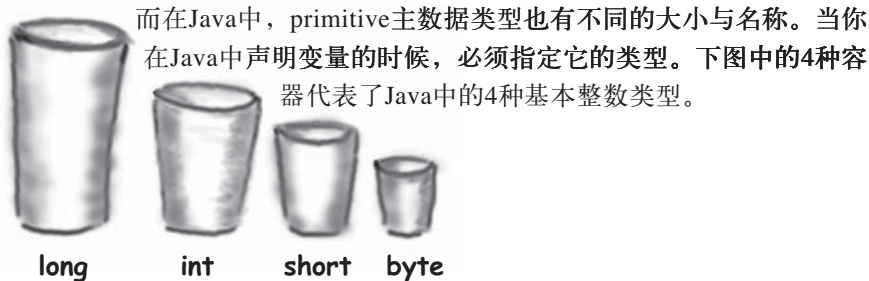 而在Java中，primitive主数据类型也有不同的大小与名称。当你
在Java中声明变量的时候，必须指定它的类型。下图中的4种容
器代表了Java中的4种基本整数类型。
long int short byte